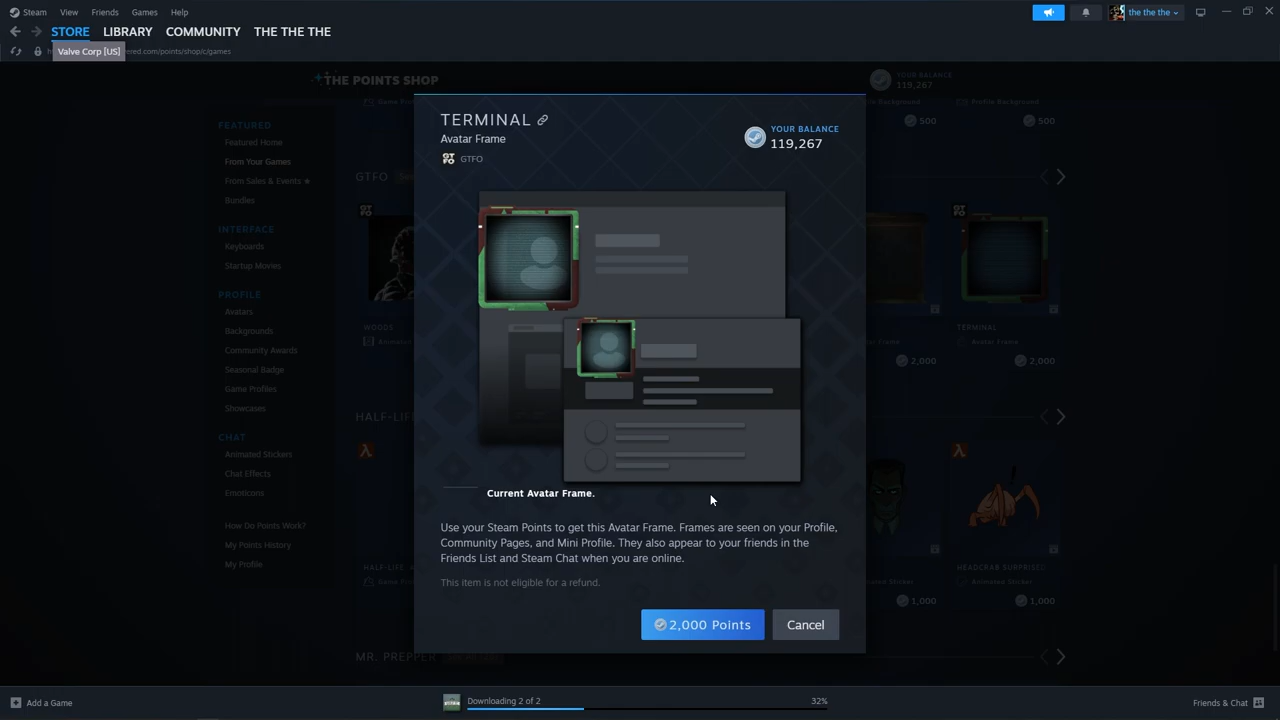 Steam View Friends Games Help
the the the
STORE LIBRARY COMMUNITY THE THE THE
Valve Corp [US] ered.com/points/shop/c/games
THE POINTS SHOP
YOUR BALANCE
119,267
FEATURED
Featured Home
From Your Games
From Sales & Events
Bundles
INTERFACE
Keyboards
Startup Movies
PROFILE
Avatars
Backgrounds
Community Awards
Seasonal Badge
Game Profiles
Showcases
CHAT
Animated Stickers
Chat Effects
Emoticons
How Do Points Work?
My Points History
My Profile
Profile Background
500
500
GTFO
WOODS
TERMINAL
Avatar Frame
2,000
2,000
HALF-LIFE
HEADCRAB SURPRISE
Animated Sticker
1,000
1,000
MR. PREPPER
TERMINAL
Avatar Frame
GTFO
YOUR BALANCE
119,267
Current Avatar Frame.
Use your Steam Points to get this Avatar Frame. Frames are seen on your Profile,
Community Pages, and Mini Profile. They also appear to your friends in the
Friends List and Steam Chat when you are online.
This item is not eligible for a refund.
2,000 Points
Cancel
Add a Game
Downloading 2 of 2
32%
Friends & Chat